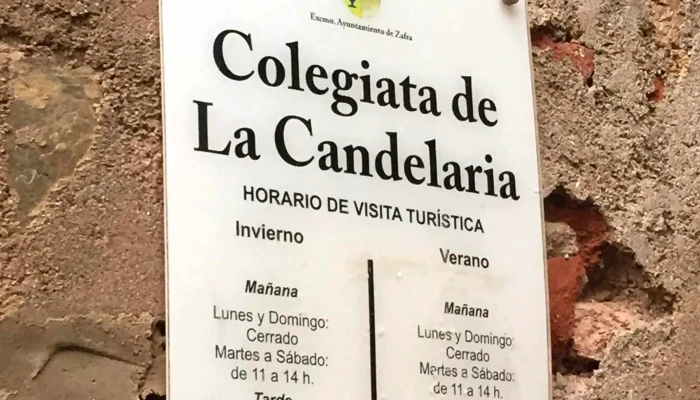 Excmo. Ayuntamiento de Zafra
Colegiata de
La Candelaria
HORARIO DE VISITA TURÍSTICA
Invierno
Mañana
Lunes y Domingo:
Cerrado
Martes a Sábado:
de 11 a 14 h.
Tarde
Verano
Mañana
Lunes y Domingo:
Cerrado
Martes a Sábado:
de 11 a 14 h.